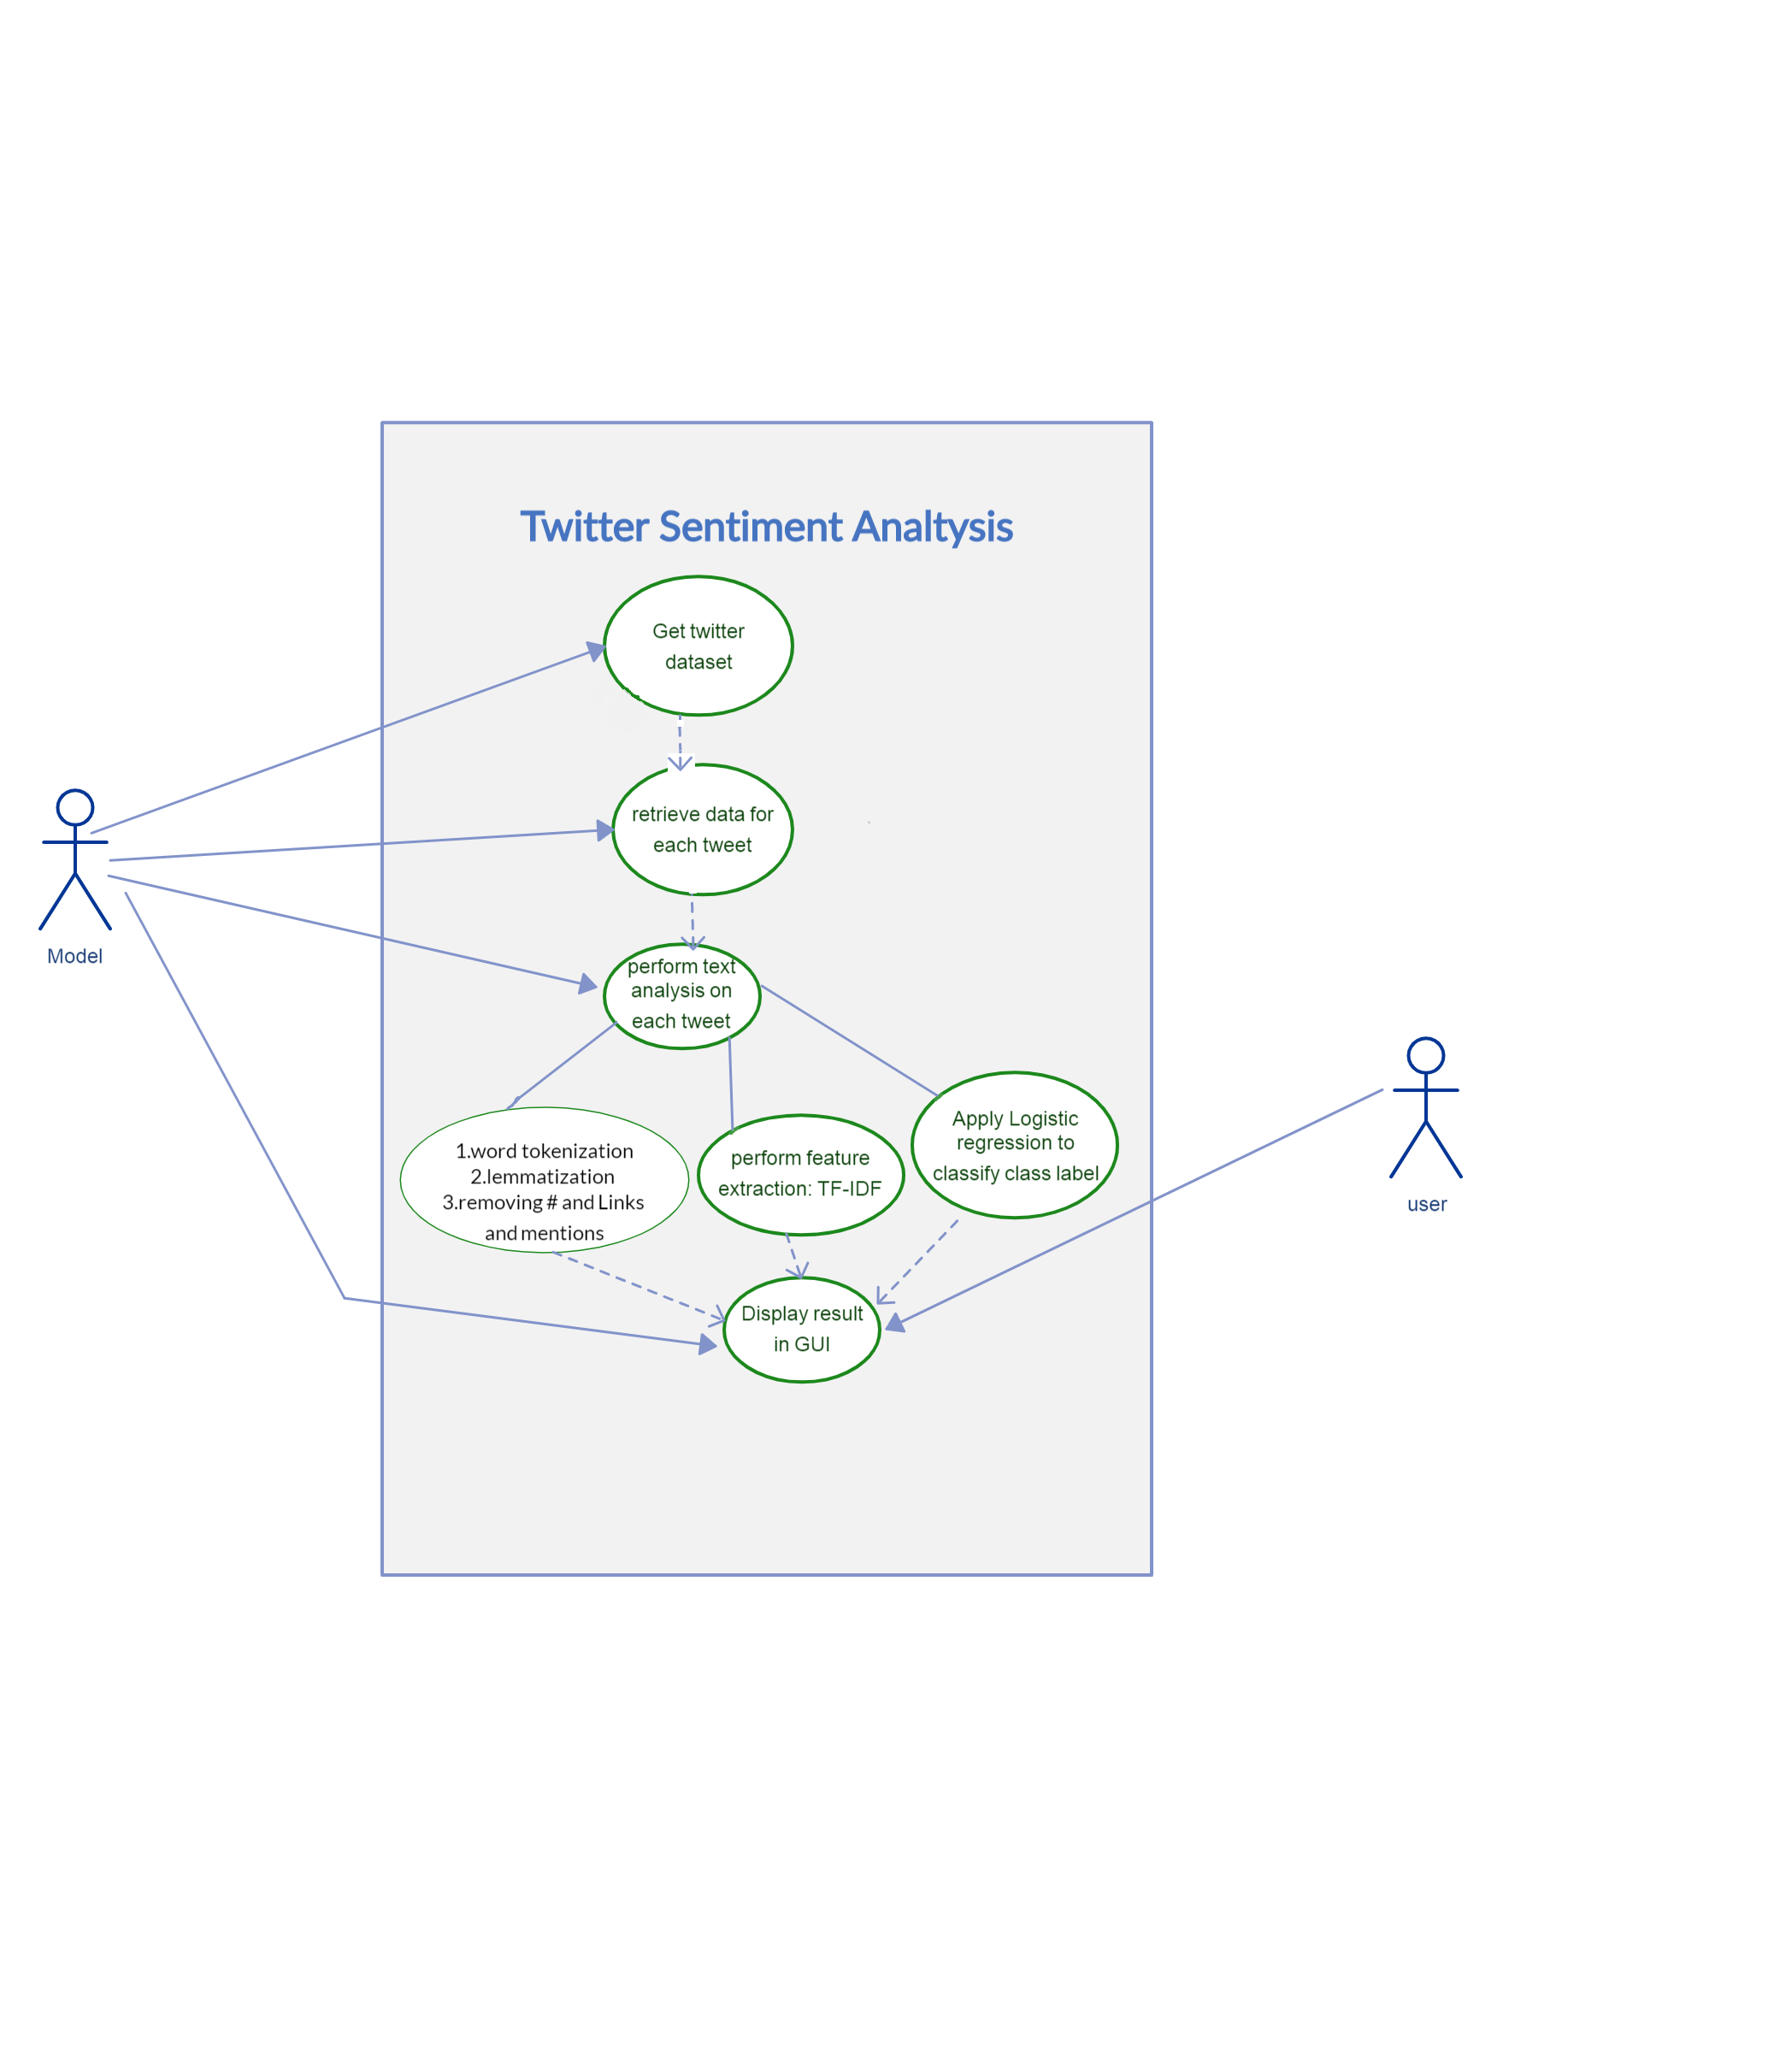 Twitter Sentiment Analtysis
Get twitter
dataset
retrieve data for
each tweet
Model
perform text
analysis on
each tweet
1.word tokenization
2.lemmatization
3.removing # and Links
and mentions
perform feature
extraction: TF-IDF
Apply Logistic
regression to
classify class label
user
Display result
in GUI